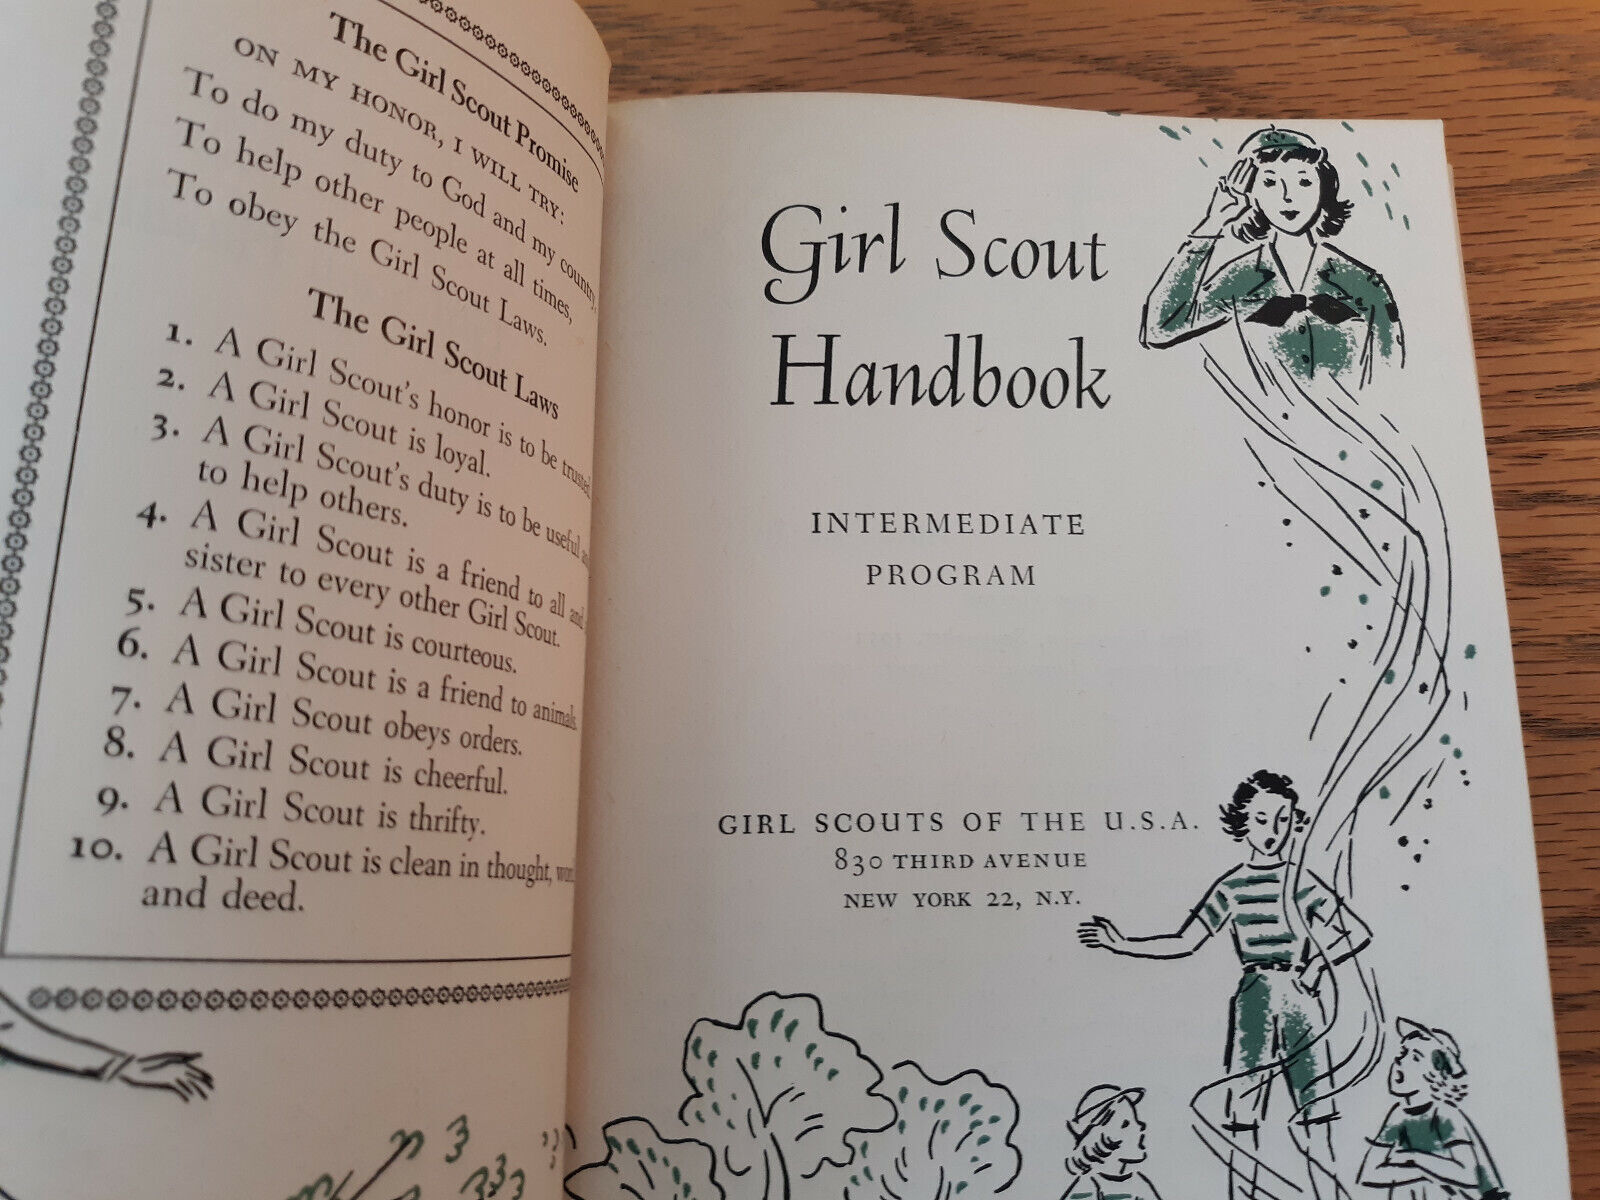 The Girl Scout Promise
ON MY HONOR, I WILL TRY:
To do my duty to God and my country,
To help other people at all times,
To obey the Girl Scout Laws.
The Girl Scout Laws
1. A Girl Scout's honor is to be trusted.
2. A Girl Scout is loyal.
3. A Girl Scout's duty is to be useful
to help others.
4. A Girl Scout is a friend to all and
sister to every other Girl Scout.
5. A Girl Scout is courteous.
6. A Girl Scout is a friend to animals.
7. A Girl Scout obeys orders.
8. A Girl Scout is cheerful.
9. A Girl Scout is thrifty.
10. A Girl Scout is clean in thought,
and deed.
Girl Scout
Handbook
INTERMEDIATE
PROGRAM
GIRL SCOUTS OF THE U.S.A.
830 THIRD AVENUE
NEW YORK 22, N.Y.